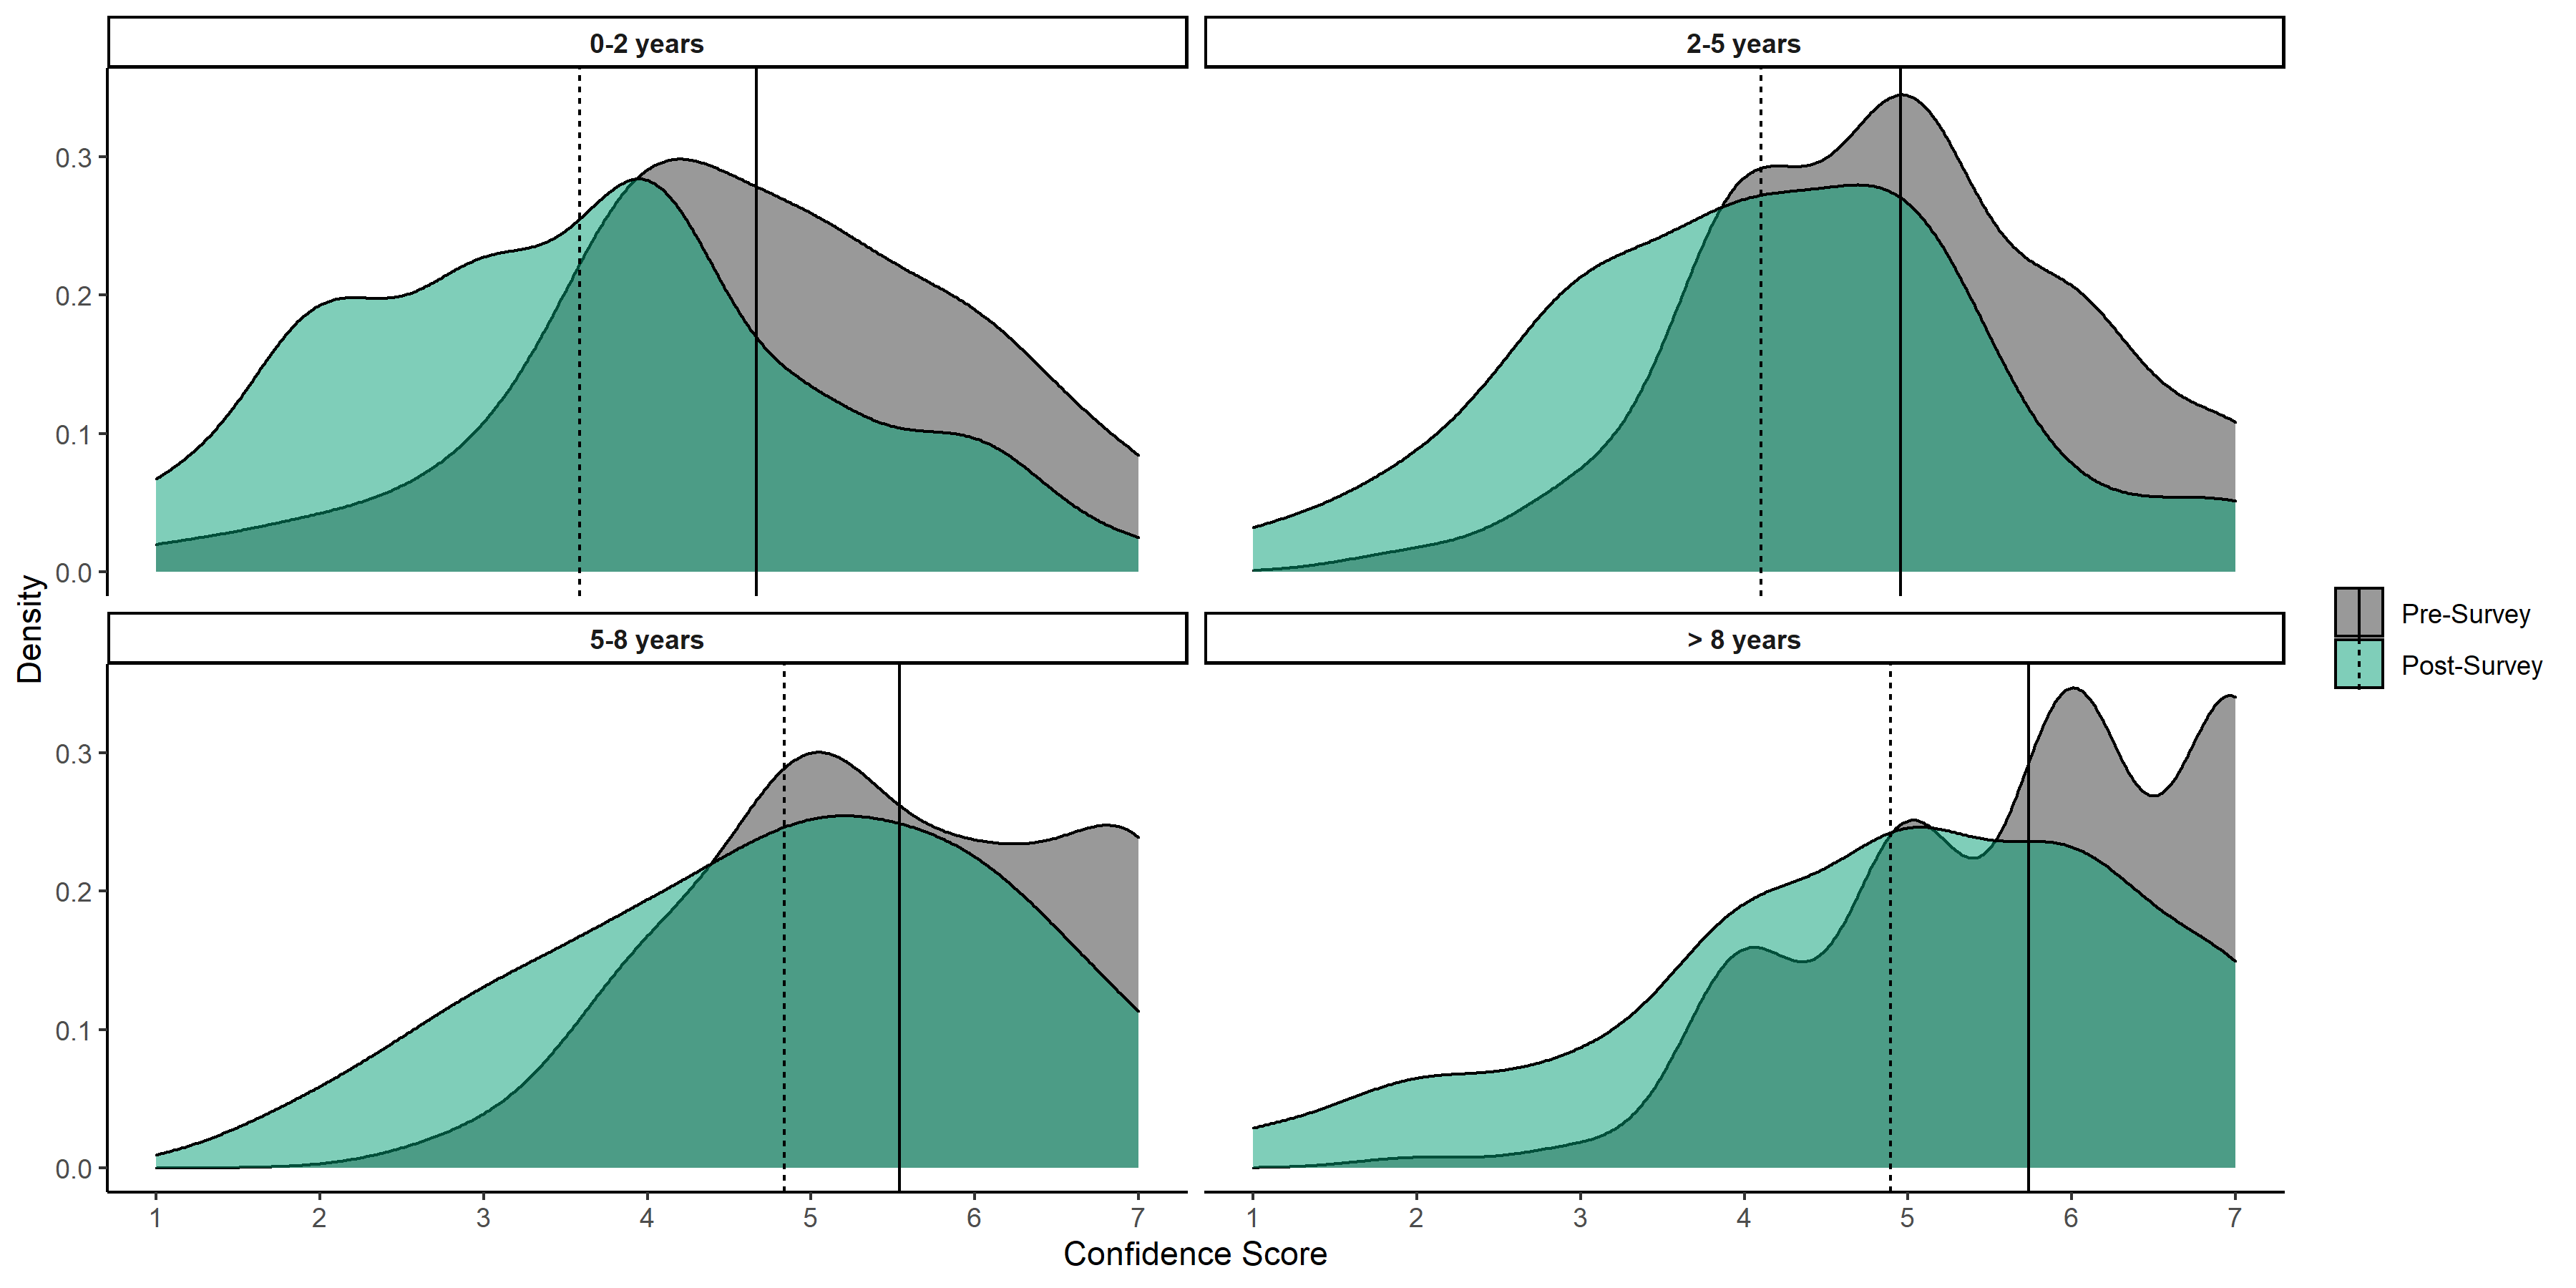 0-2 years
2-5 years
0.3
0.2
0.1
0.0
5-8 years
> 8 years
0.3
0.2
0.1
0.0
1 2 3 4 5 6 7
1 2 3 4 5 6 7
Confidence Score
Density
Pre-Survey
Post-Survey